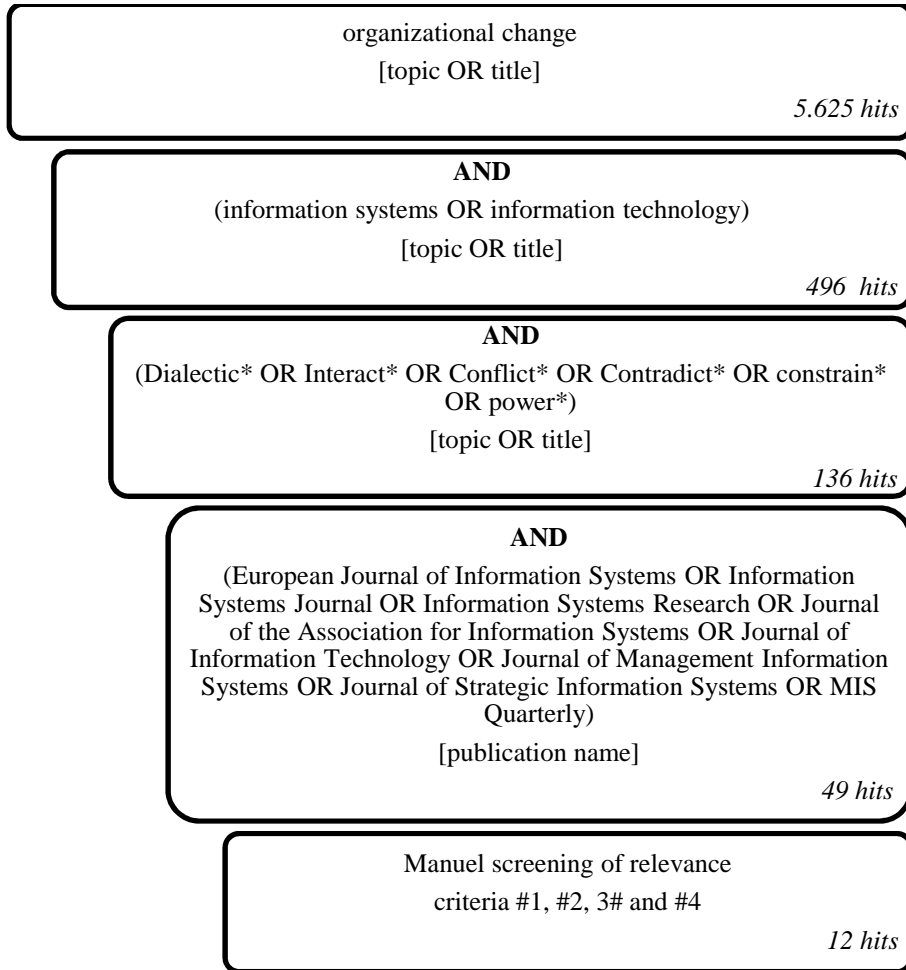 organizational change
[topic OR title]
5.625 hits
AND
(information systems OR information technology)
[topic OR title]
496 hits
AND
(Dialectic* OR Interact* OR Conflict* OR Contradict* OR constrain*
OR power*)
[topic OR title]
136 hits
AND
(European Journal of Information Systems OR Information
Systems Journal OR Information Systems Research OR Journal
of the Association for Information Systems OR Journal of
Information Technology OR Journal of Management Information
Systems OR Journal of Strategic Information Systems OR MIS
Quarterly)
[publication name]
49 hits
Manuel screening of relevance
criteria #1, #2, 3# and #4
12 hits